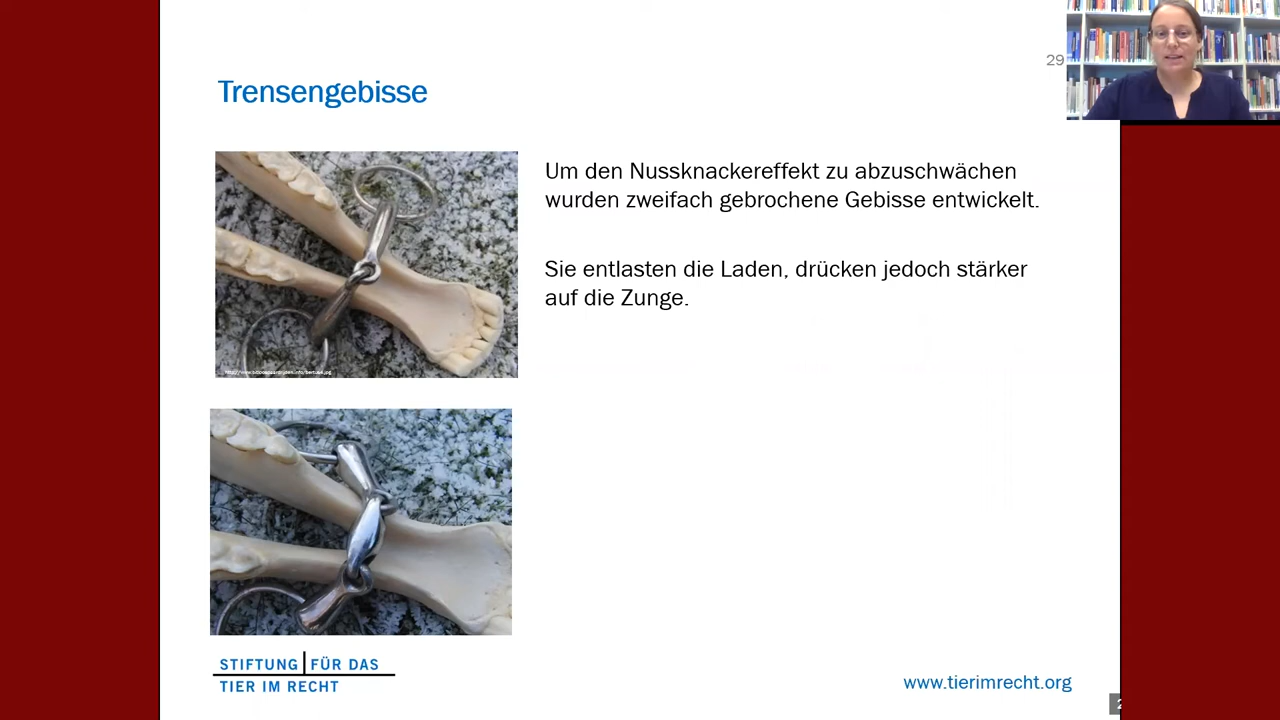 29
Trensengebisse
Um den Nussknackereffekt zu abzuschwächen
wurden zweifach gebrochene Gebisse entwickelt.
Sie entlasten die Laden, drücken jedoch stärker
auf die Zunge.
STIFTUNG FÜR DAS
TIER IM RECHT
www.tierimrecht.org